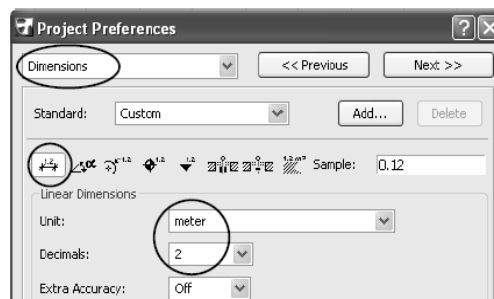 Project Preferences
Dimensions
<< Previous
Next >>
Standard:
Custom
Add...
Delete
Sample:
0.12
Linear Dimensions
Unit:
meter
Decimals:
2
Extra Accuracy:
Off